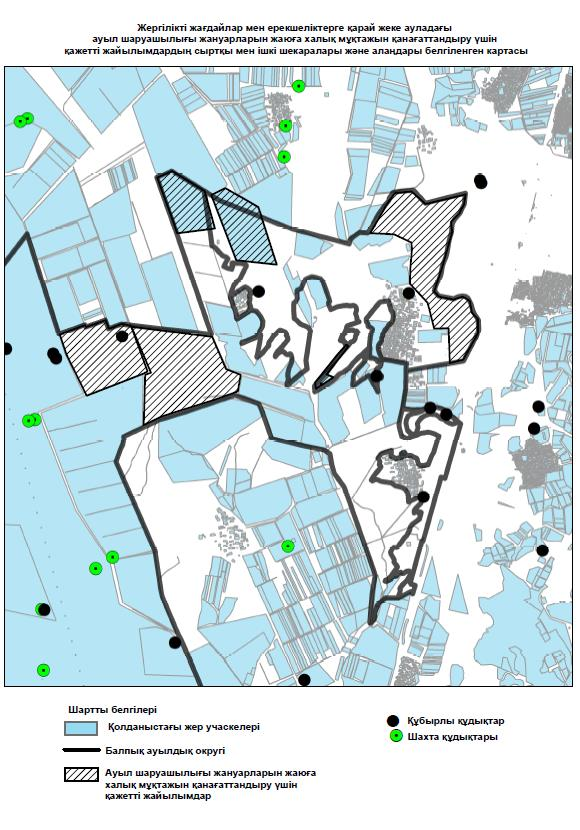 Жергілікті жағдайлар мен ерекшеліктерге қарай жеке ауладағы
ауыл шаруашылығы жануарларын жаюға халық мұқтажын қанағаттандыру үшін
қажетті жайылымдардың сыртқы мен ішкі шекаралары және алаңдары белгіленген картасы
Шартты белгілері
Қолданыстағы жер учаскелері
Балпық ауылдық округі
Ауыл шаруашылығы жануарларын жаюға
халық мұқтажын қанағаттандыру үшін
қажетті жайылымдар
Құбырлы құдықтар
Шахта құдықтары